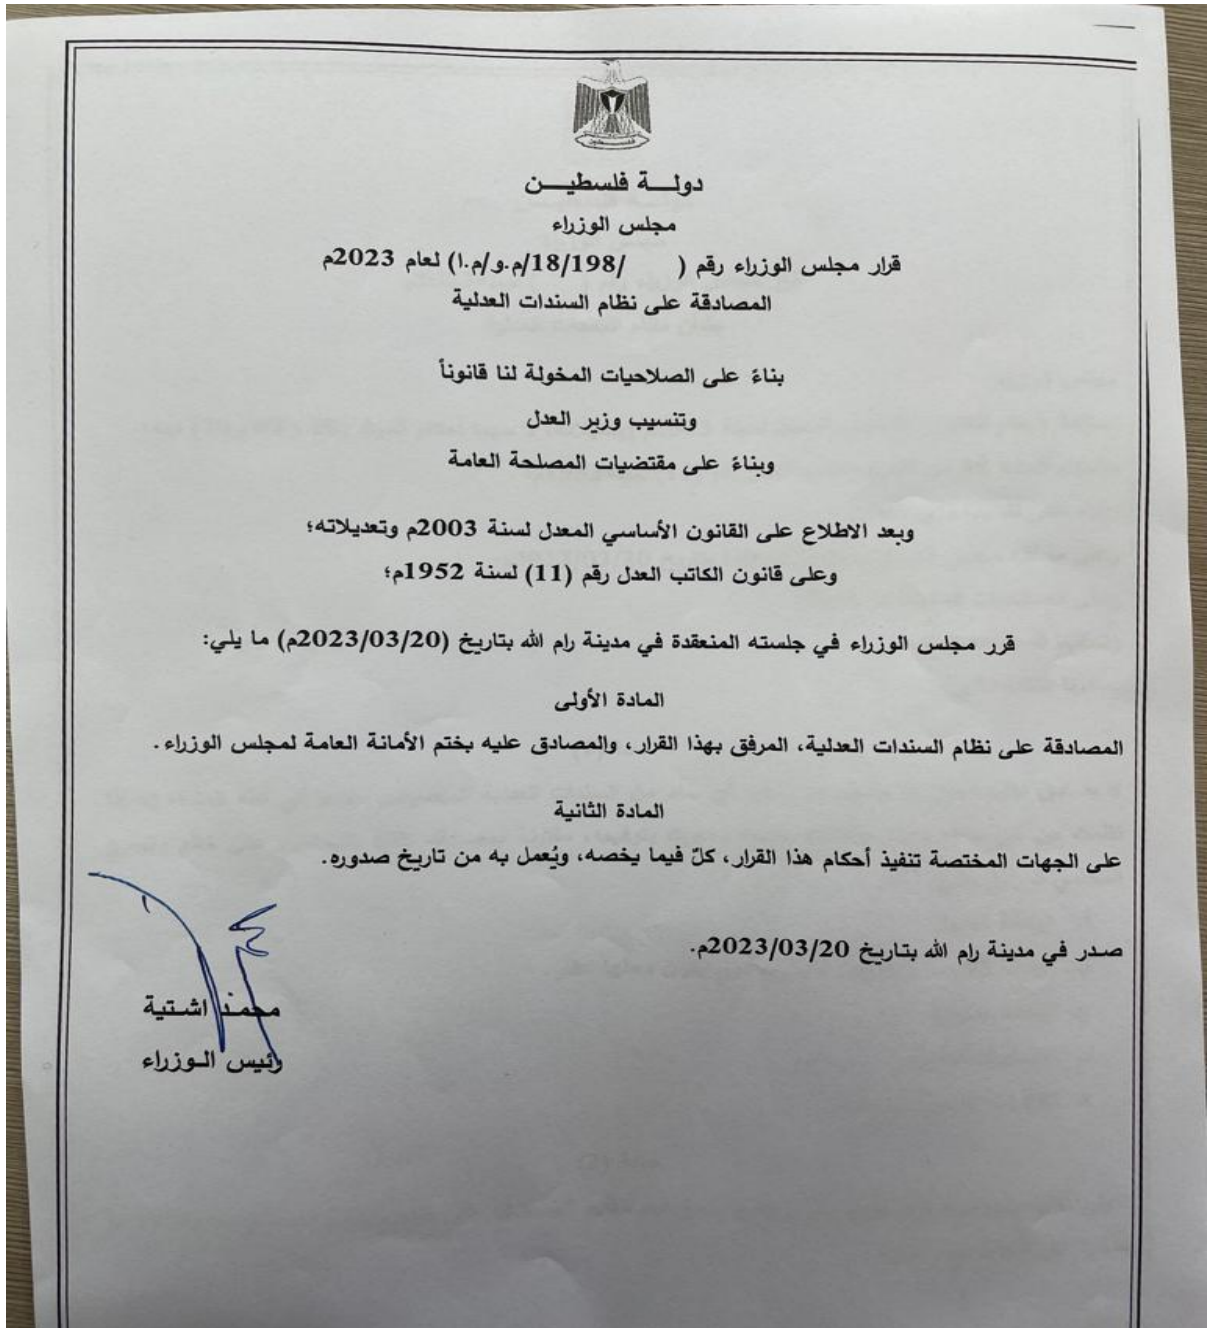 فلسطين
دولـــة فلسطيـــن
مجلس الوزراء
قرار مجلس الوزراء رقم (      /18/198/م.و/م.ا) لعام 2023م
المصادقة على نظام السندات العدلية
بناءً على الصلاحيات المخولة لنا قانوناً
وتنسيب وزير العدل
وبناءً على مقتضيات المصلحة العامة
وبعد الاطلاع على القانون الأساسي المعدل لسنة 2003م وتعديلاته؛
وعلى قانون الكاتب العدل رقم (11) لسنة 1952م؛
قرر مجلس الوزراء في جلسته المنعقدة في مدينة رام الله بتاريخ (2023/03/20م) ما يلي:
المادة الأولى
المصادقة على نظام السندات العدلية، المرفق بهذا القرار، والمصادق عليه بختم الأمانة العامة لمجلس الوزراء.
المادة الثانية
على الجهات المختصة تنفيذ أحكام هذا القرار، كلّ فيما يخصه، ويُعمل به من تاريخ صدوره.
صدر في مدينة رام الله بتاريخ 2023/03/20م.
محمد اشتية
رئيس الـوزراء